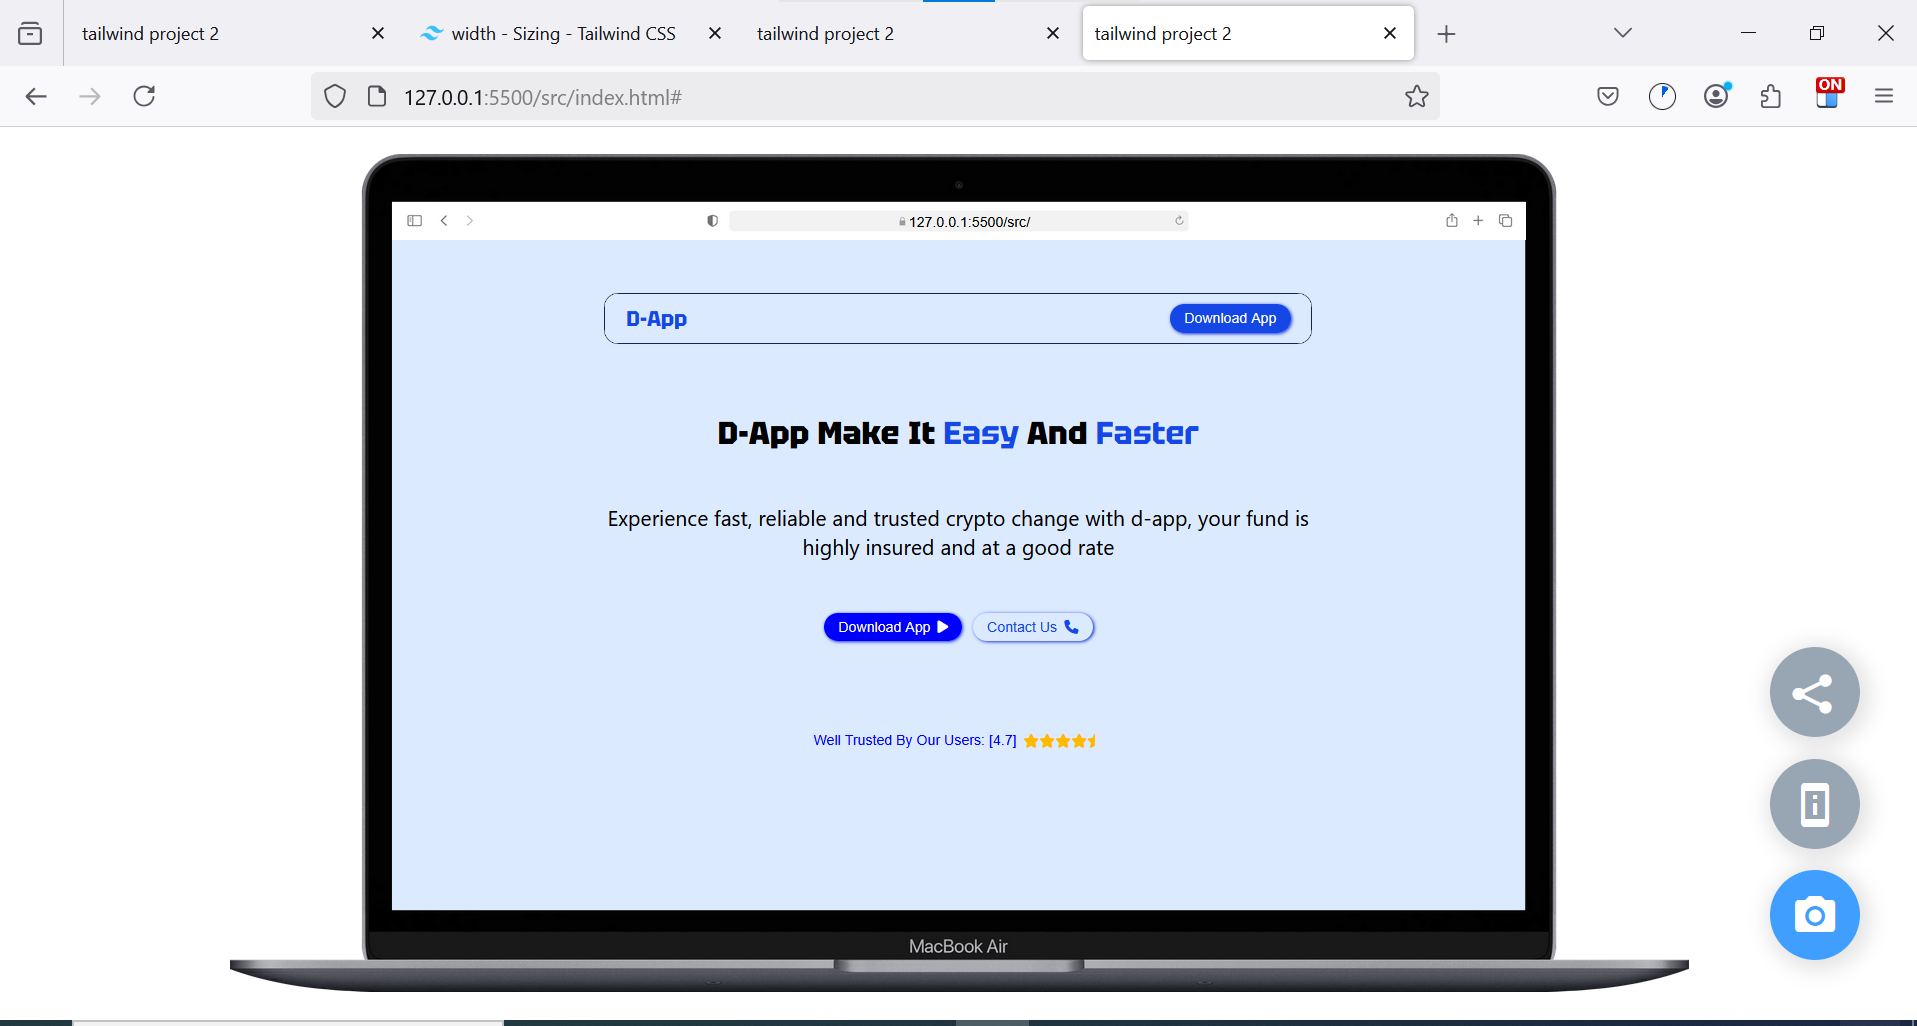 tailwind project 2
width - Sizing - Tailwind CSS
tailwind project 2
tailwind project 2
127.0.0.1:5500/src/index.html#
ON
127.0.0.1:5500/src/
D-App
Download App
D-App Make It Easy And Faster
Experience fast, reliable and trusted crypto change with d-app, your fund is
highly insured and at a good rate
Download App
Contact Us
Well Trusted By Our Users: [4.7]
MacBook Air